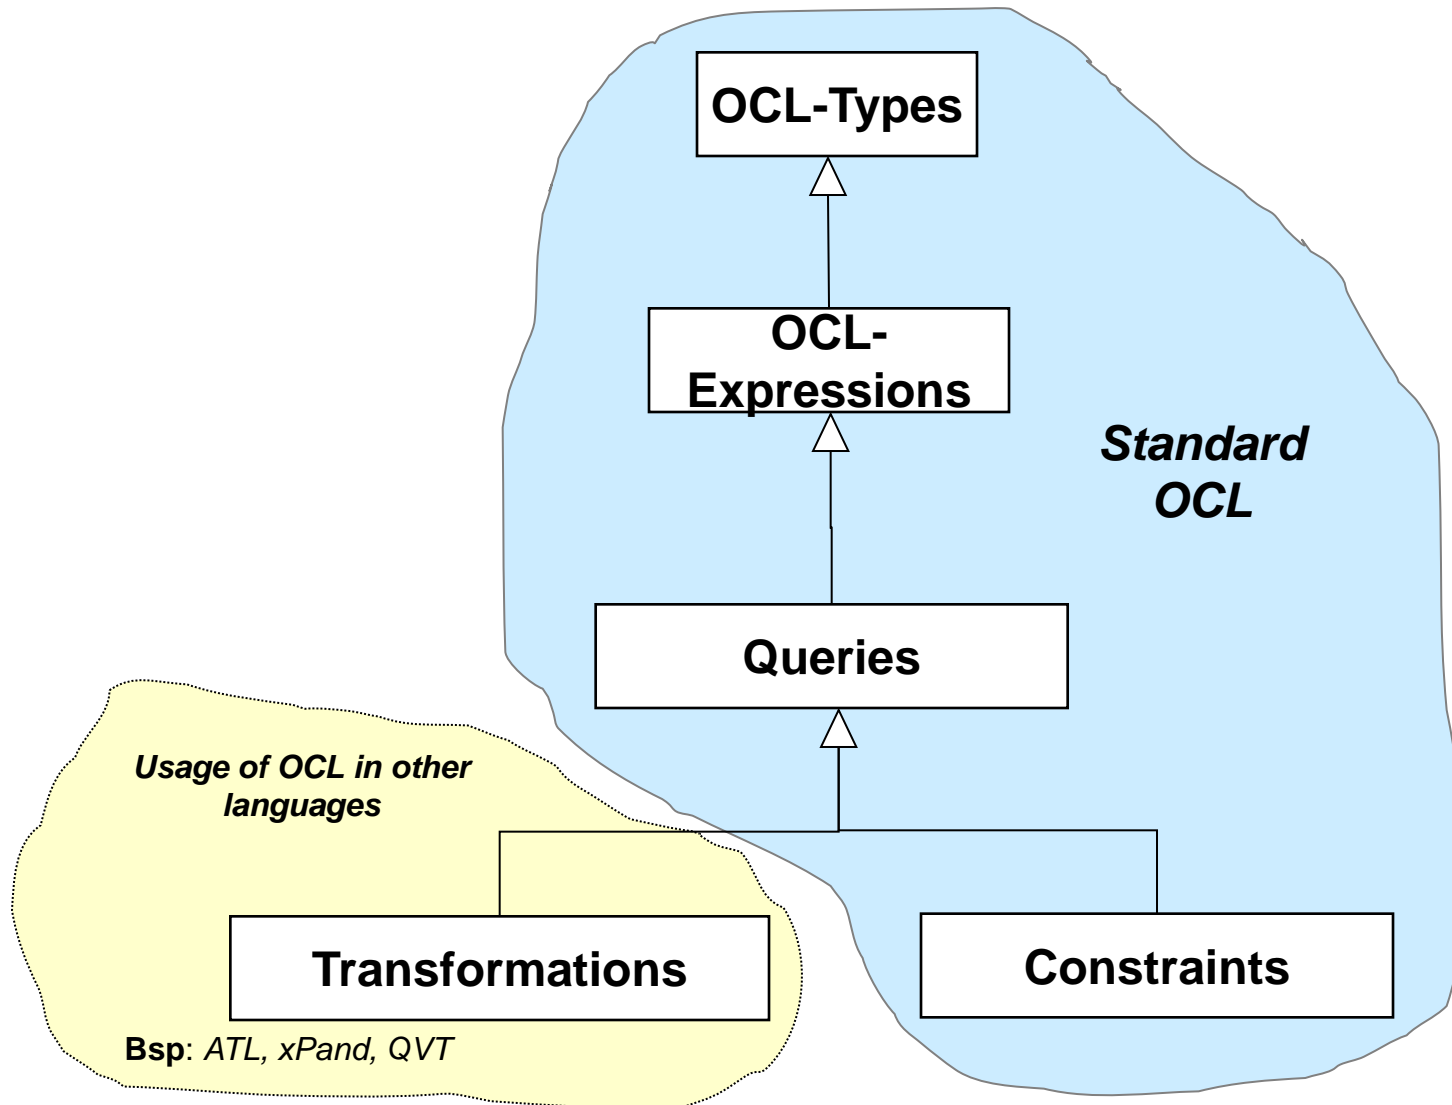 OCL-Types
OCL-
Expressions
Standard
OCL
Queries
Usage of OCL in other
languages
Transformations
Constraints
Bsp: ATL, xPand, QVT